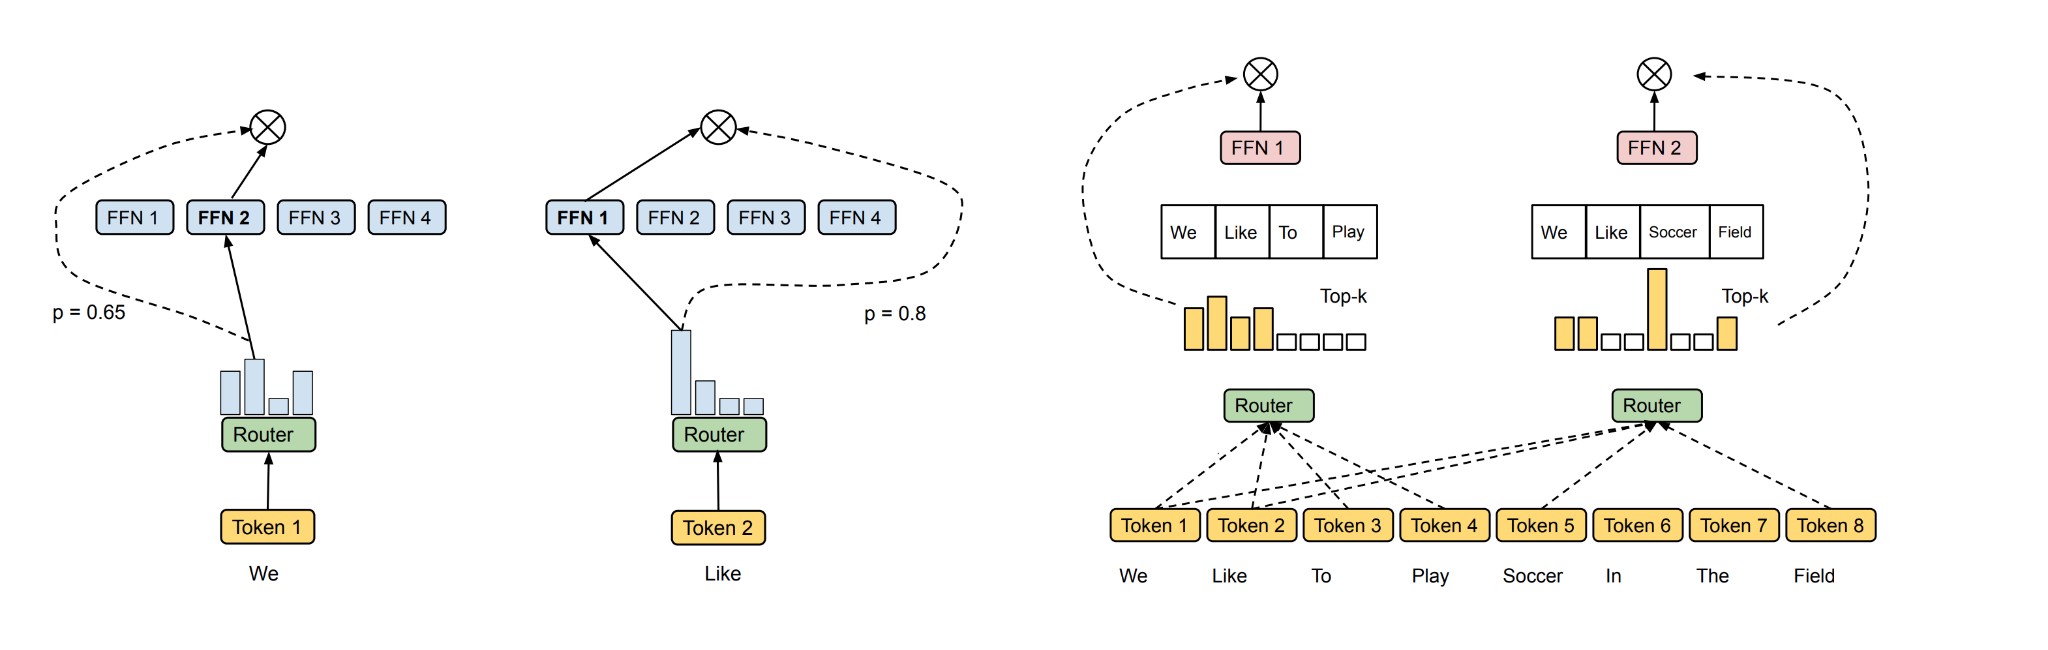 FFN 1 FFN 2 FFN 3 FFN 4
p = 0.65
Router
Token 1
We
FFN 1 FFN 2 FFN 3 FFN 4
p = 0.8
Router
Token 2
Like
FFN 1
We Like To Play
Top-k
Router
FFN 2
We Like Soccer Field
Top-k
Router
Token 1 Token 2 Token 3 Token 4 Token 5 Token 6 Token 7 Token 8
We Like To Play Soccer In The Field